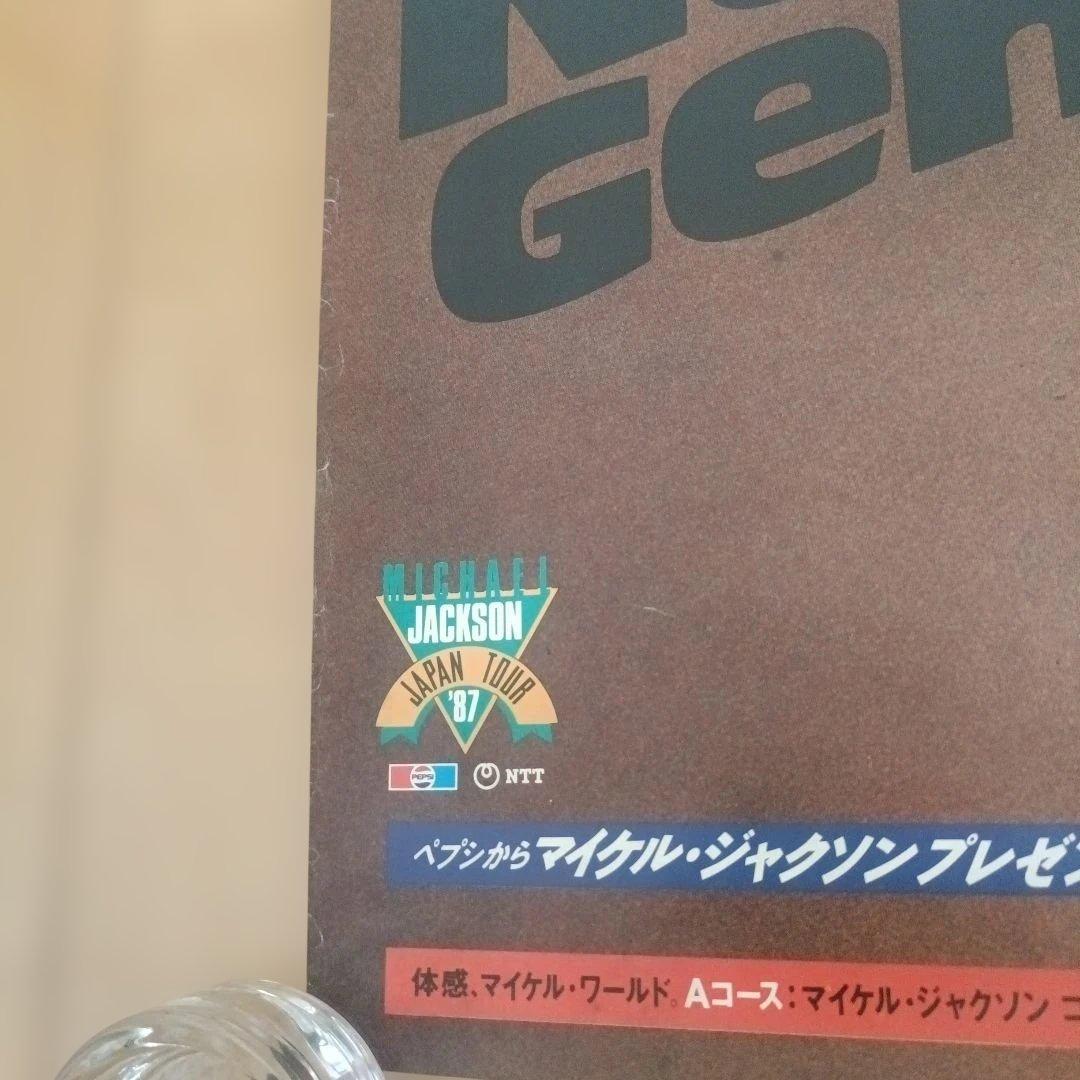 Gen
MICHAEL
JACKSON
JAPAN TOUR
'87
PEPSI NTT
ペプシからマイケル・ジャクソンプレゼン
体感、マイケル・ワールド。Aコース:マイケル・ジャクソン コ